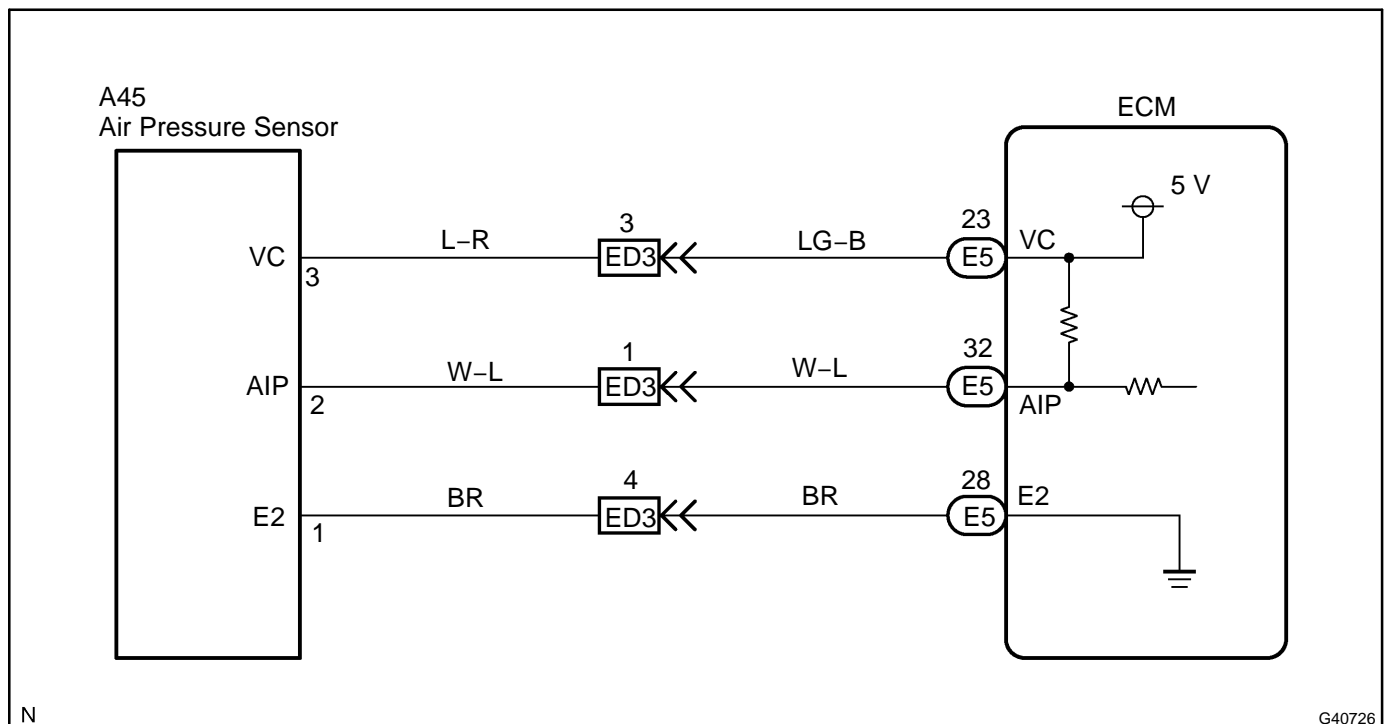 A45
Air Pressure Sensor
ECM
5 V
VC
3
L–R
3
ED3
LG–B
23
E5
VC
AIP
2
W–L
1
ED3
W–L
32
E5
AIP
E2
1
BR
4
ED3
BR
28
E5
E2
N
G40726